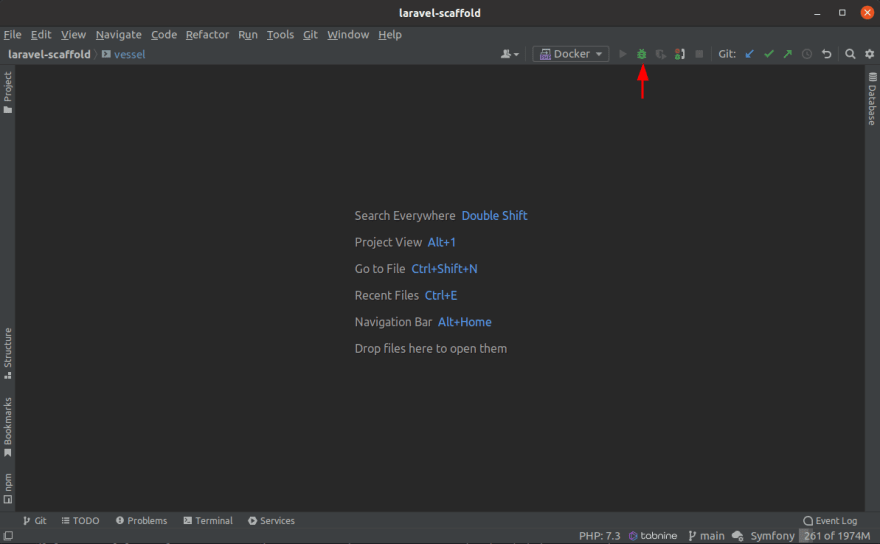 laravel-scaffold
File Edit View Navigate Code Refactor Run Tools Git Window Help
laravel-scaffold vessel Docker Git:
Project
Database
Search Everywhere Double Shift
Project View Alt+1
Go to File Ctrl+Shift+N
Recent Files Ctrl+E
Navigation Bar Alt+Home
Drop files here to open them
Structure
Bookmarks
npm
Git TODO Problems Terminal Services Event Log
PHP: 7.3 tabnine main Symfony 261 of 1974M